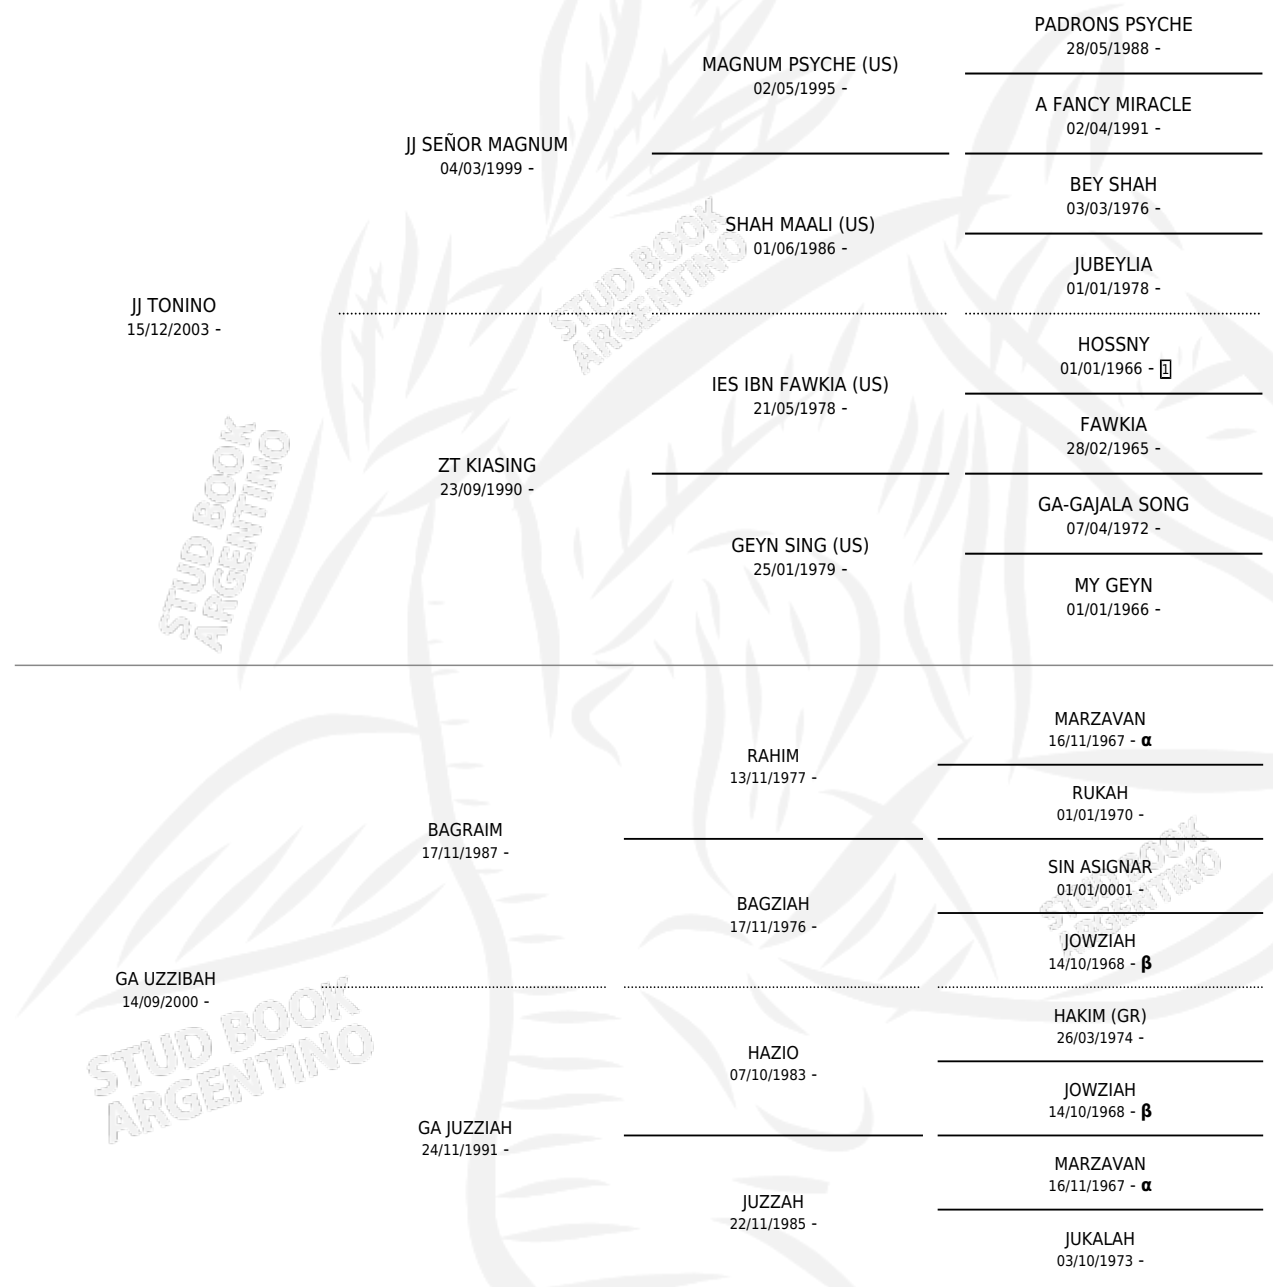 PADRONS PSYCHE
28/05/1988 -
MAGNUM PSYCHE (US)
02/05/1995 -
A FANCY MIRACLE
02/04/1991 -
JJ SEÑOR MAGNUM
04/03/1999 -
BEY SHAH
03/03/1976 -
SHAH MAALI (US)
01/06/1986 -
JUBEYLIA
01/01/1978 -
JJ TONINO
15/12/2003 -
HOSSNY
01/01/1966 - 1
IES IBN FAWKIA (US)
21/05/1978 -
FAWKIA
28/02/1965 -
ZT KIASING
23/09/1990 -
GA-GAJALA SONG
07/04/1972 -
GEYN SING (US)
25/01/1979 -
MY GEYN
01/01/1966 -
MARZAVAN
16/11/1967 - α
RAHIM
13/11/1977 -
RUKAH
01/01/1970 -
BAGRAIM
17/11/1987 -
SIN ASIGNAR
01/01/0001 -
BAGZIAH
17/11/1976 -
JOWZIAH
14/10/1968 - β
GA UZZIBAH
14/09/2000 -
HAKIM (GR)
26/03/1974 -
HAZIO
07/10/1983 -
JOWZIAH
14/10/1968 - β
GA JUZZIAH
24/11/1991 -
MARZAVAN
16/11/1967 - α
JUZZAH
22/11/1985 -
JUKALAH
03/10/1973 -
STUD BOOK
ARGENTINO
STUD BOOK
ARGENTINO
STUD BOOK
ARGENTINO
STUD BOOK
ARGENTINO